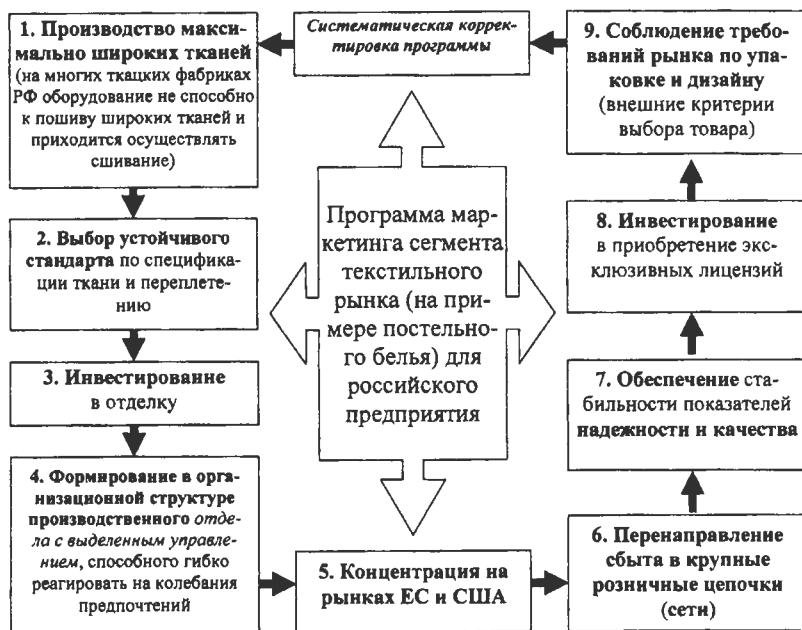 1. Производство макси-
мально широких тканей
(на многих ткацких фабриках
РФ оборудование не способно
к пошиву широких тканей и
приходится осуществлять
сшивание)
2. Выбор устойчивого
стандарта по спецификa-
ции ткани и переплете-
нию
3. Инвестирование
в отделку
4. Формирование в орга-
низационной структуре
производственного отде-
ла с выделенным управле-
нием, способного гибко
реагировать на колебания
предпочтений
5. Концентрация на
рынках ЕС и США
6. Перенаправление
сбыта в крупные
розничные цепочки
(сети)
7. Обеспечение ста-
бильности показателей
надежности и качества
8. Инвестирование
в приобретение экс-
клюзивных лицензий
9. Соблюдение требо-
ваний рынка по упа-
ковке и дизайну
(внешние критерии
выбора товара)
Систематическая коррек-
тировка программы
Программа мар-
кетинга сегмента
текстильного
рынка (на при-
мере постельно-
го белья) для
российского
предприятия